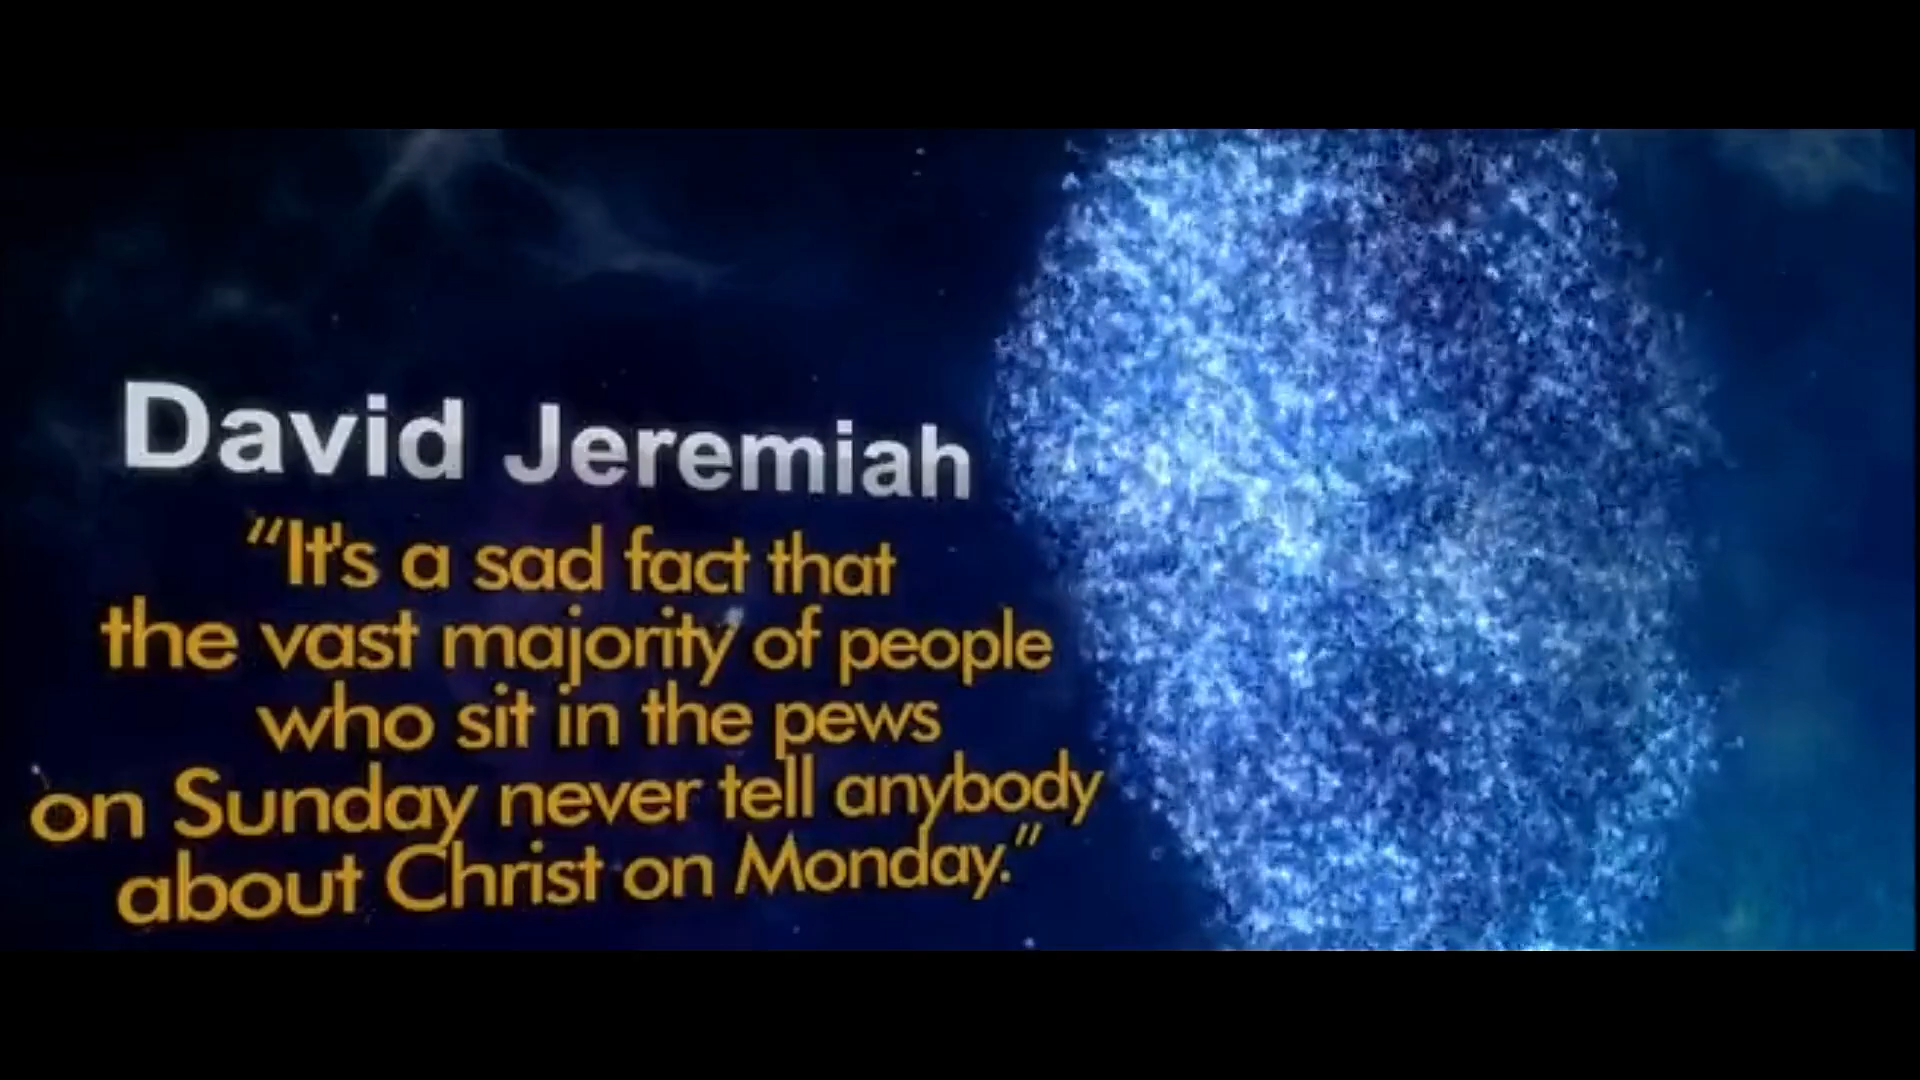 David Jeremiah
“It's a sad fact that
the vast majority of people
who sit in the pews
on Sunday never tell anybody
about Christ on Monday.”